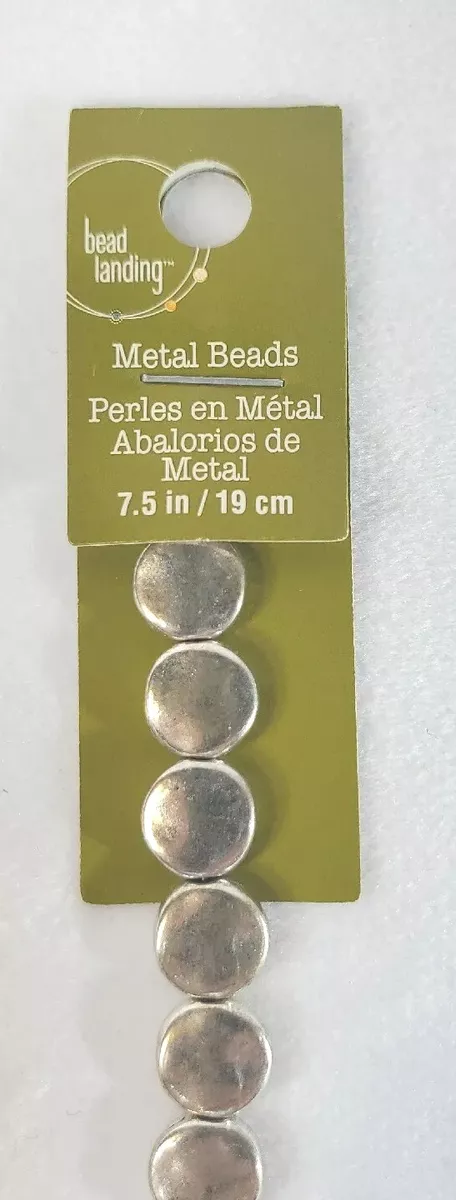 bead
landing™
Metal Beads
Perles en Métal
Abalorios de
Metal
7.5 in / 19 cm